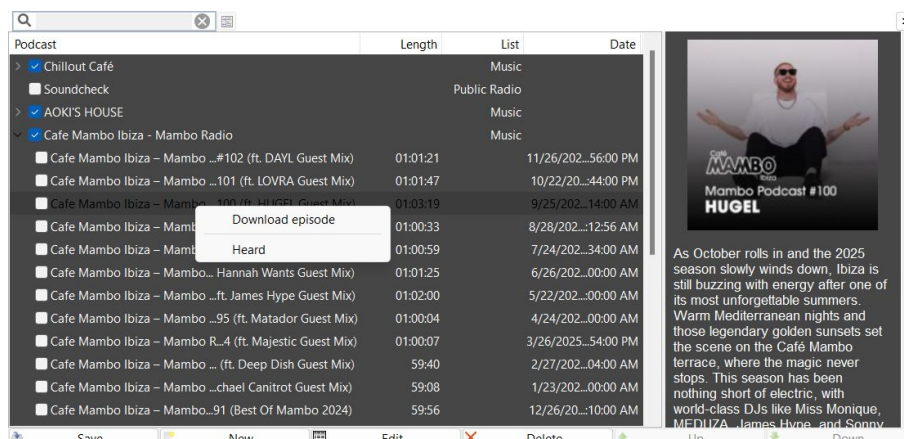 Podcast Length List Date
Chillout Café Music
Soundcheck Public Radio
AOKI'S HOUSE Music
Cafe Mambo Ibiza - Mambo Radio Music
Cafe Mambo Ibiza – Mambo ...#102 (ft. DAYL Guest Mix) 01:01:21 11/26/202...56:00 PM
Cafe Mambo Ibiza – Mambo ...101 (ft. LOVRA Guest Mix) 01:01:47 10/22/20...:44:00 PM
Cafe Mambo Ibiza – Mambo ...100 (ft. HUGEL Guest Mix) 01:03:19 9/25/202...14:00 AM
Cafe Mambo Ibiza – Mamb 01:00:33 8/28/202...:12:56 AM
Download episode
Cafe Mambo Ibiza – Mamb 01:00:59 7/24/202...34:00 AM
Heard
Cafe Mambo Ibiza – Mambo... Hannah Wants Guest Mix) 01:01:25 6/26/202...00:00 AM
Cafe Mambo Ibiza – Mambo ...ft. James Hype Guest Mix) 01:02:00 5/22/202...:00:00 AM
Cafe Mambo Ibiza – Mambo ...95 (ft. Matador Guest Mix) 01:00:04 4/24/202...00:00 AM
Cafe Mambo Ibiza – Mambo R...4 (ft. Majestic Guest Mix) 01:00:07 3/26/2025...54:00 PM
Cafe Mambo Ibiza – Mambo ... (ft. Deep Dish Guest Mix) 59:40 2/27/202...04:00 AM
Cafe Mambo Ibiza – Mambo ...chael Canitrot Guest Mix) 59:08 1/23/202...00:00 AM
Cafe Mambo Ibiza – Mambo...91 (Best Of Mambo 2024) 59:56 12/26/20...:10:00 AM
Save New Edit Delete Up Down
Café
MAMBO
Ibiza
Mambo Podcast #100
HUGEL
As October rolls in and the 2025
season slowly winds down, Ibiza is
still buzzing with energy after one of
its most unforgettable summers.
Warm Mediterranean nights and
those legendary golden sunsets set
the scene on the Café Mambo
terrace, where the magic never
stops. This season has been
nothing short of electric, with
world-class DJs like Miss Monique,
MEDUZA, James Hype, and Sonny